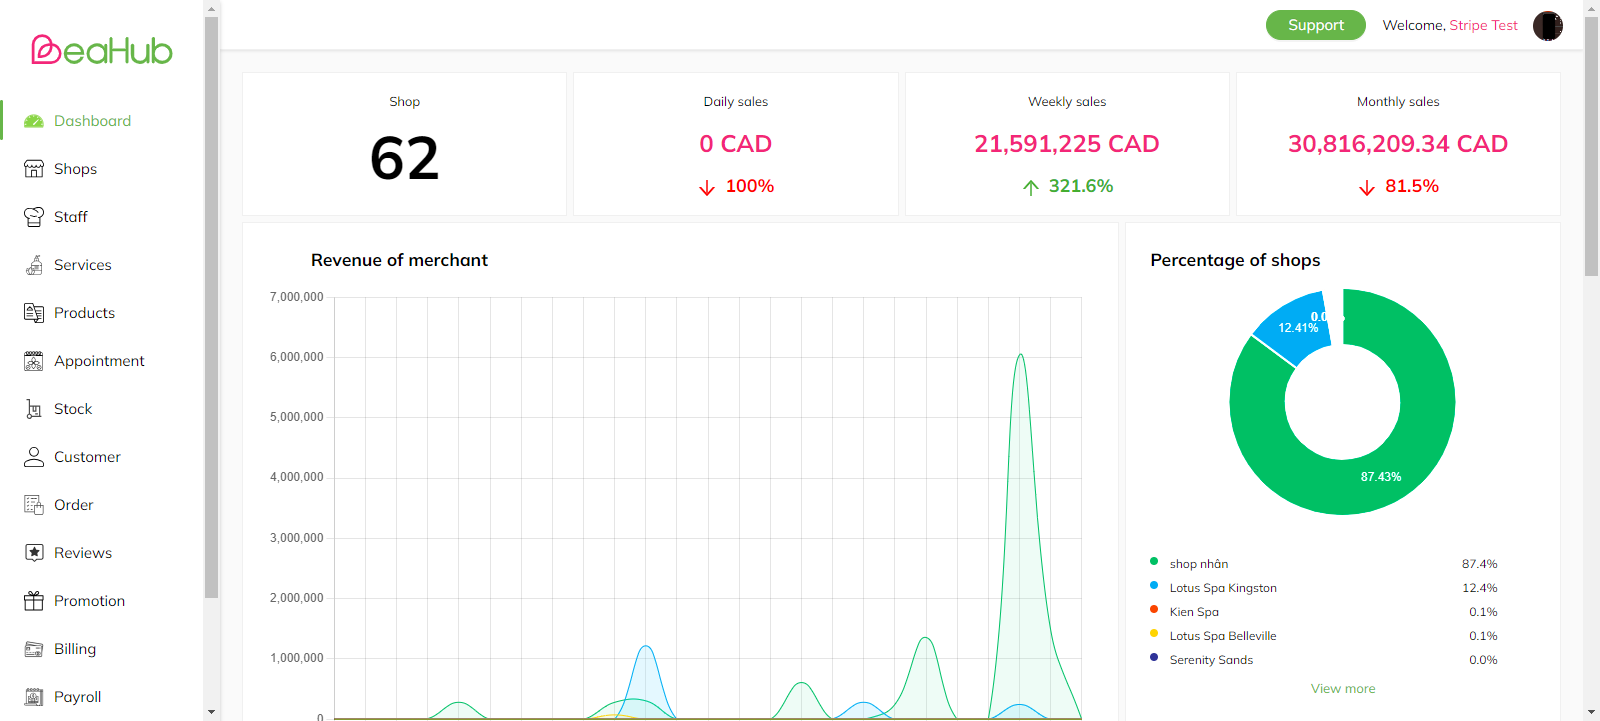 BeaHub
Support
Welcome, Stripe Test
Dashboard
Shops
Staff
Services
Products
Appointment
Stock
Customer
Order
Reviews
Promotion
Billing
Payroll
Shop
62
Daily sales
0 CAD
100%
Weekly sales
21,591,225 CAD
321.6%
Monthly sales
30,816,209.34 CAD
81.5%
Revenue of merchant
7,000,000
6,000,000
5,000,000
4,000,000
3,000,000
2,000,000
1,000,000
0
Percentage of shops
12.41%
87.43%
shop nhân 87.4%
Lotus Spa Kingston 12.4%
Kien Spa 0.1%
Lotus Spa Belleville 0.1%
Serenity Sands 0.0%
View more